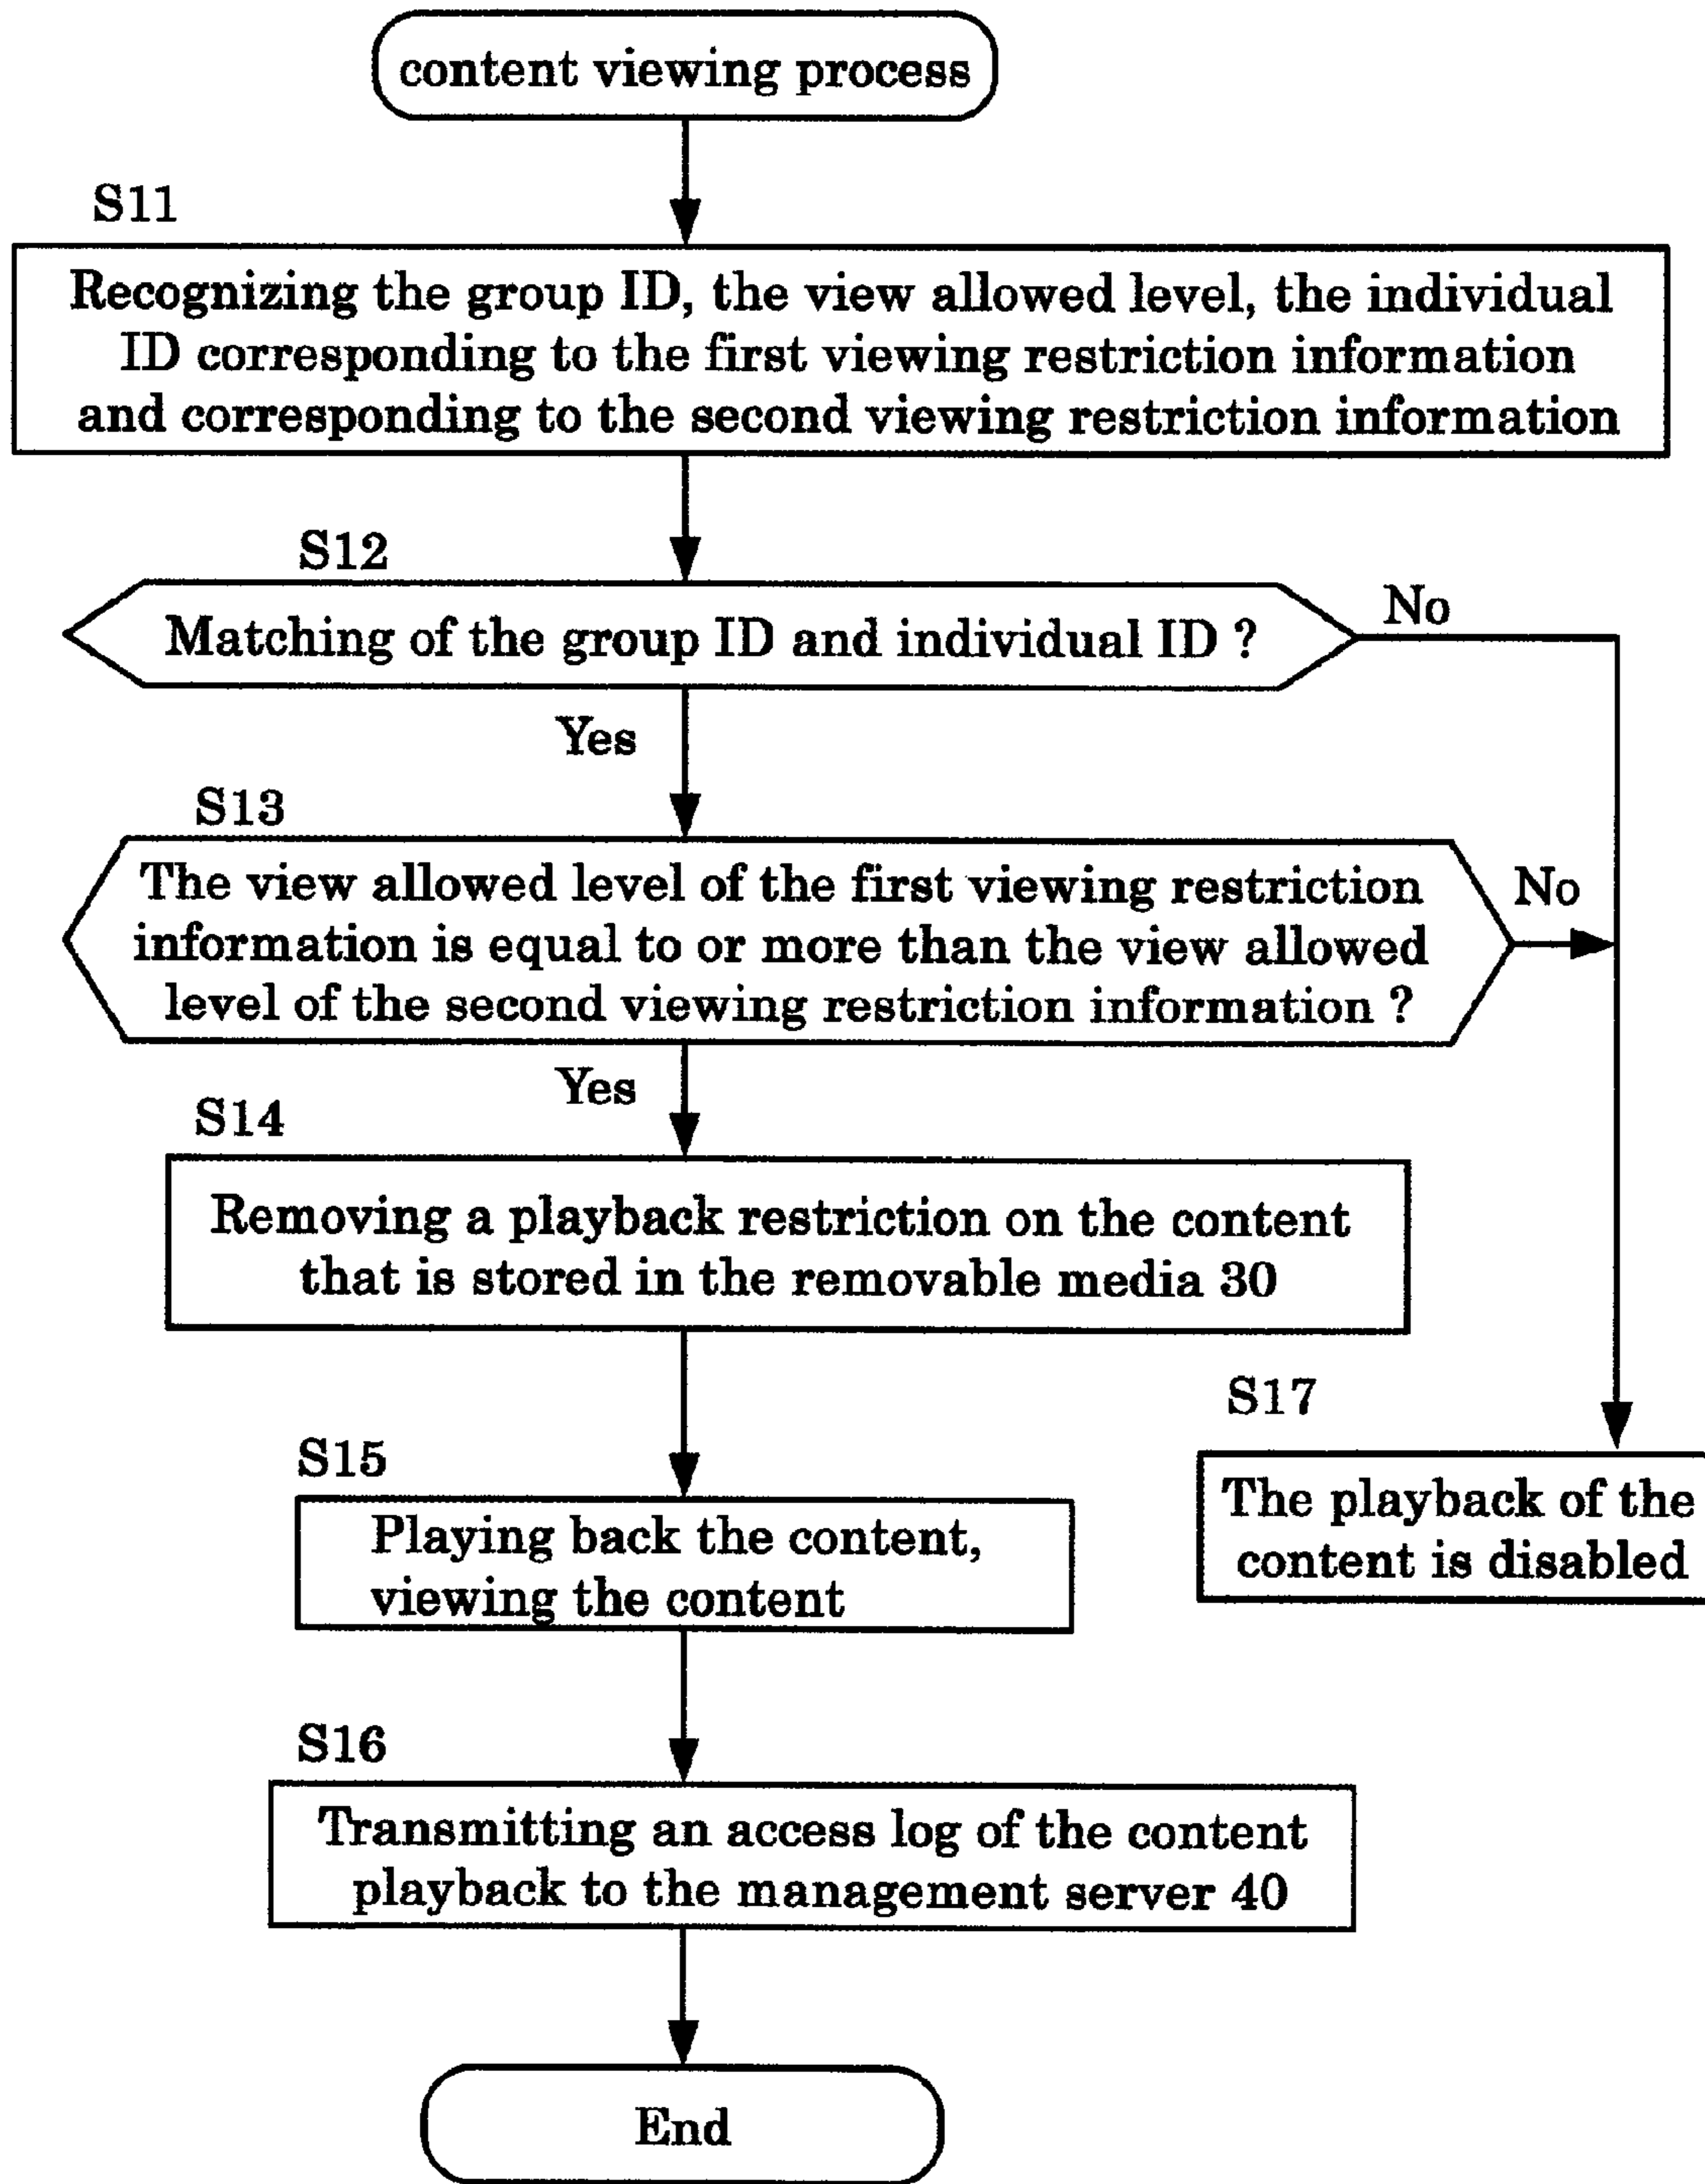 content viewing process
S11
Recognizing the group ID, the view allowed level, the individual
ID corresponding to the first viewing restriction information
and corresponding to the second viewing restriction information
S12
Matching of the group ID and individual ID ?
No
Yes
S13
The view allowed level of the first viewing restriction
information is equal to or more than the view allowed
level of the second viewing restriction information ?
No
Yes
S14
Removing a playback restriction on the content
that is stored in the removable media 30
S17
The playback of the
content is disabled
S15
Playing back the content,
viewing the content
S16
Transmitting an access log of the content
playback to the management server 40
End